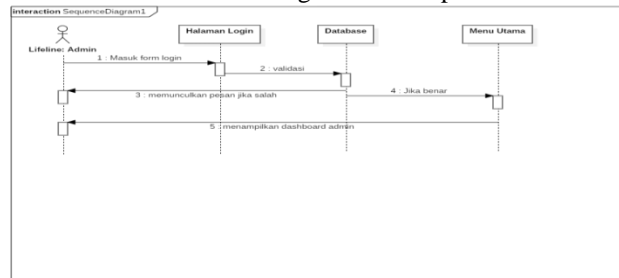 interaction SequenceDiagram1
Halaman Login
Database
Menu Utama
Lifeline: Admin
1 : Masuk form login
2 : validasi
3 : memunculkan pesan jika salah
4 : Jika benar
5 : menampilkan dashboard admin